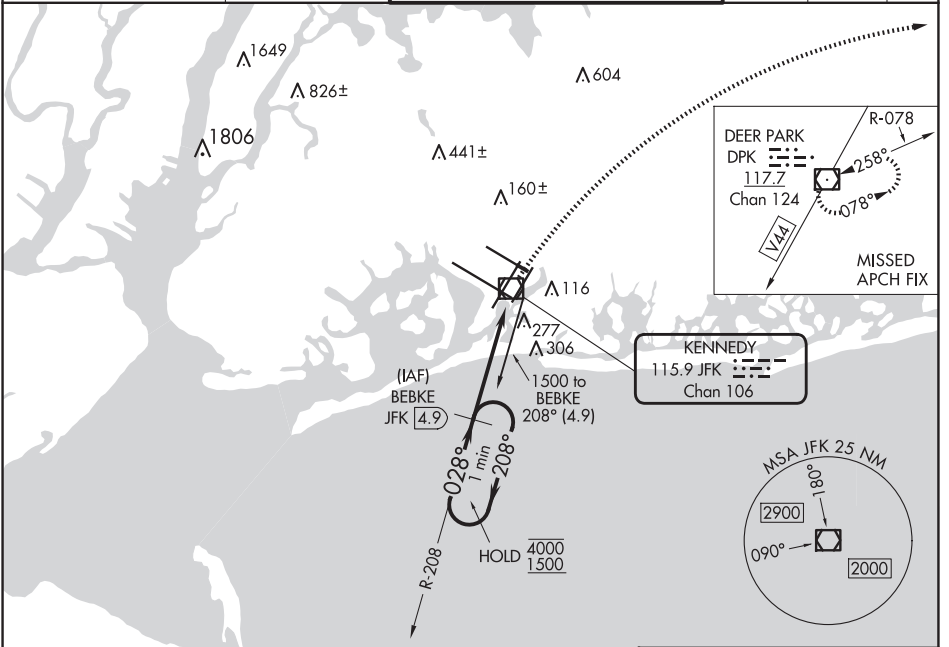 1649
826±
604
1806
441±
160±
116
277
306
DEER PARK
DPK
117.7
Chan 124
R-078
258°
078°
V44
MISSED
APCH FIX
KENNEDY
115.9 JFK
Chan 106
(IAF)
BEBKE
JFK 4.9
1500 to
BEBKE
208° (4.9)
028°
1 min
208°
HOLD 4000
1500
R-208
MSA JFK 25 NM
180°
2900
090°
2000